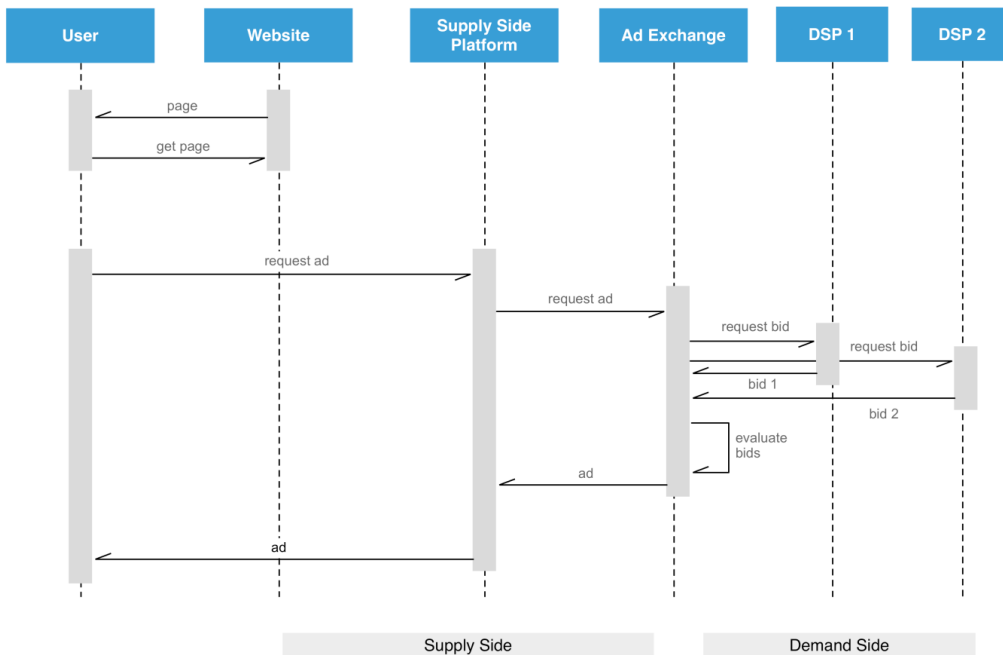 User
Website
Supply Side
Platform
Ad Exchange
DSP 1
DSP 2
page
get page
request ad
request ad
request bid
request bid
bid 1
bid 2
evaluate
bids
ad
ad
Supply Side
Demand Side